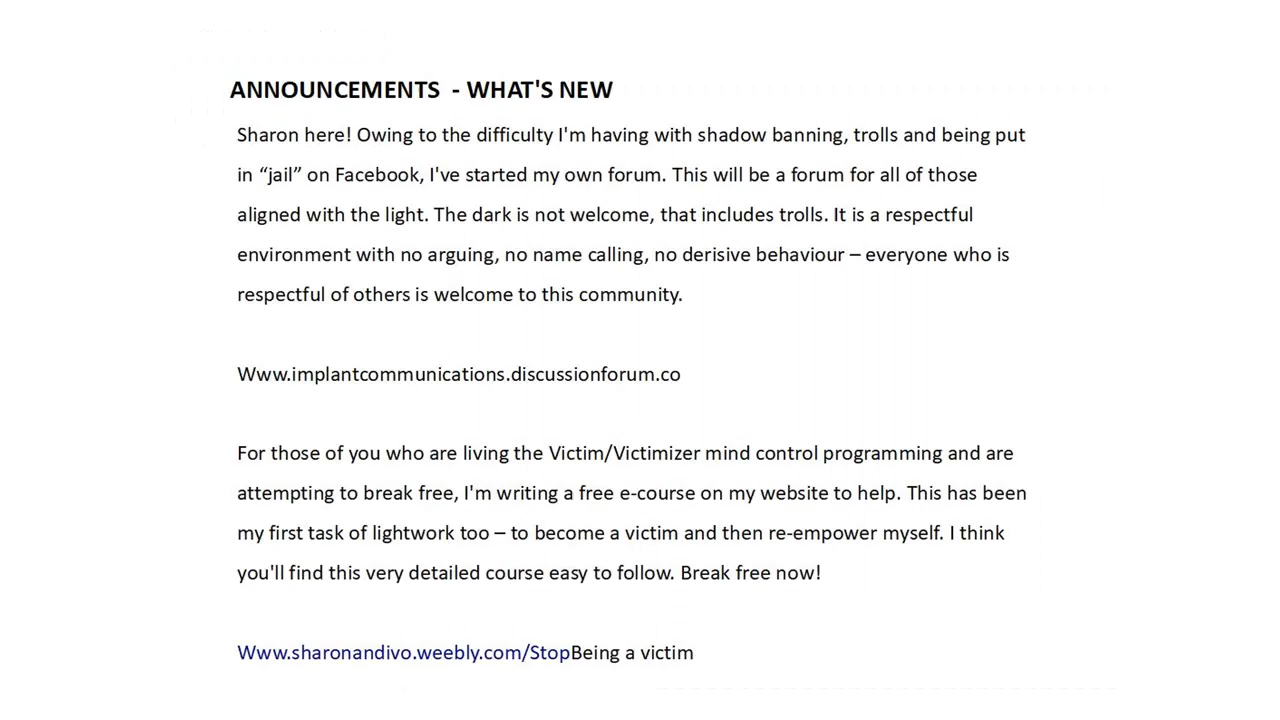 ANNOUNCEMENTS - WHAT'S NEW
Sharon here! Owing to the difficulty I'm having with shadow banning, trolls and being put
in “jail” on Facebook, I've started my own forum. This will be a forum for all of those
aligned with the light. The dark is not welcome, that includes trolls. It is a respectful
environment with no arguing, no name calling, no derisive behaviour – everyone who is
respectful of others is welcome to this community.
Www.implantcommunications.discussionforum.co
For those of you who are living the Victim/Victimizer mind control programming and are
attempting to break free, I'm writing a free e-course on my website to help. This has been
my first task of lightwork too – to become a victim and then re-empower myself. I think
you'll find this very detailed course easy to follow. Break free now!
Www.sharonandivo.weebly.com/StopBeing a victim